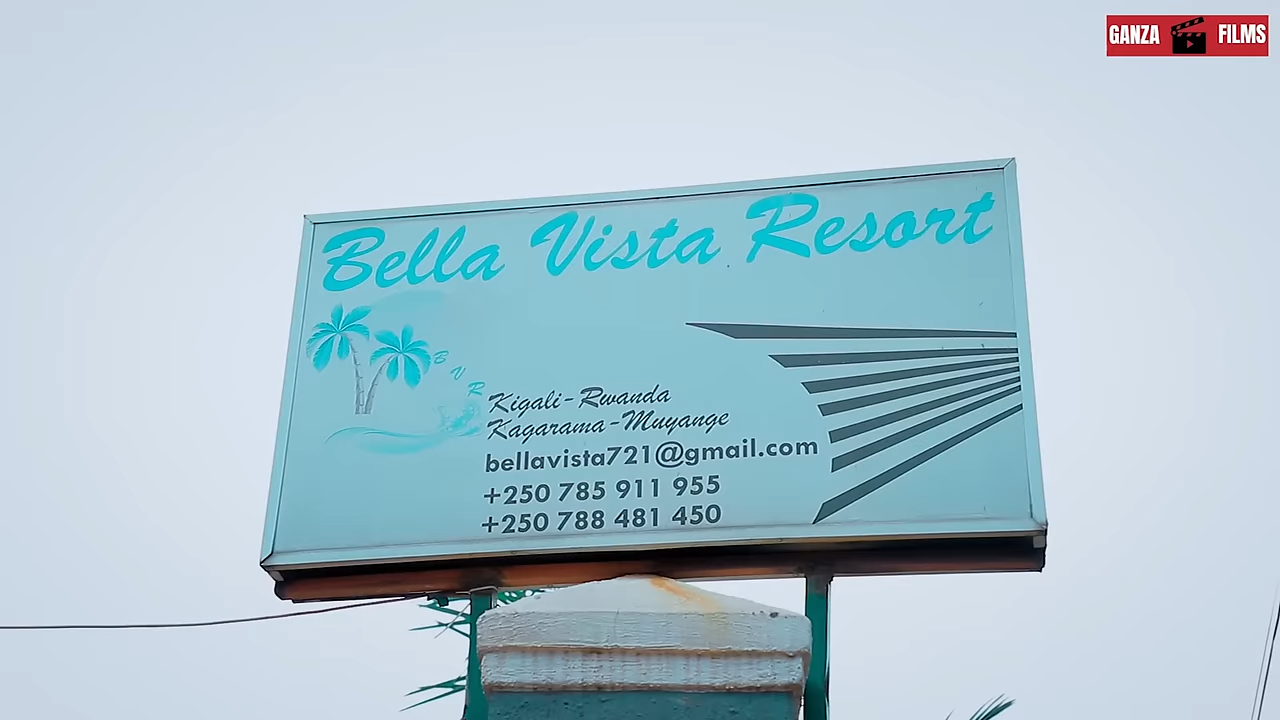 GANZA FILMS
Bella Vista Resort
B V R
Kigali-Rwanda
Kagarama-Muyange
bellavista721@gmail.com
+250 785 911 955
+250 788 481 450